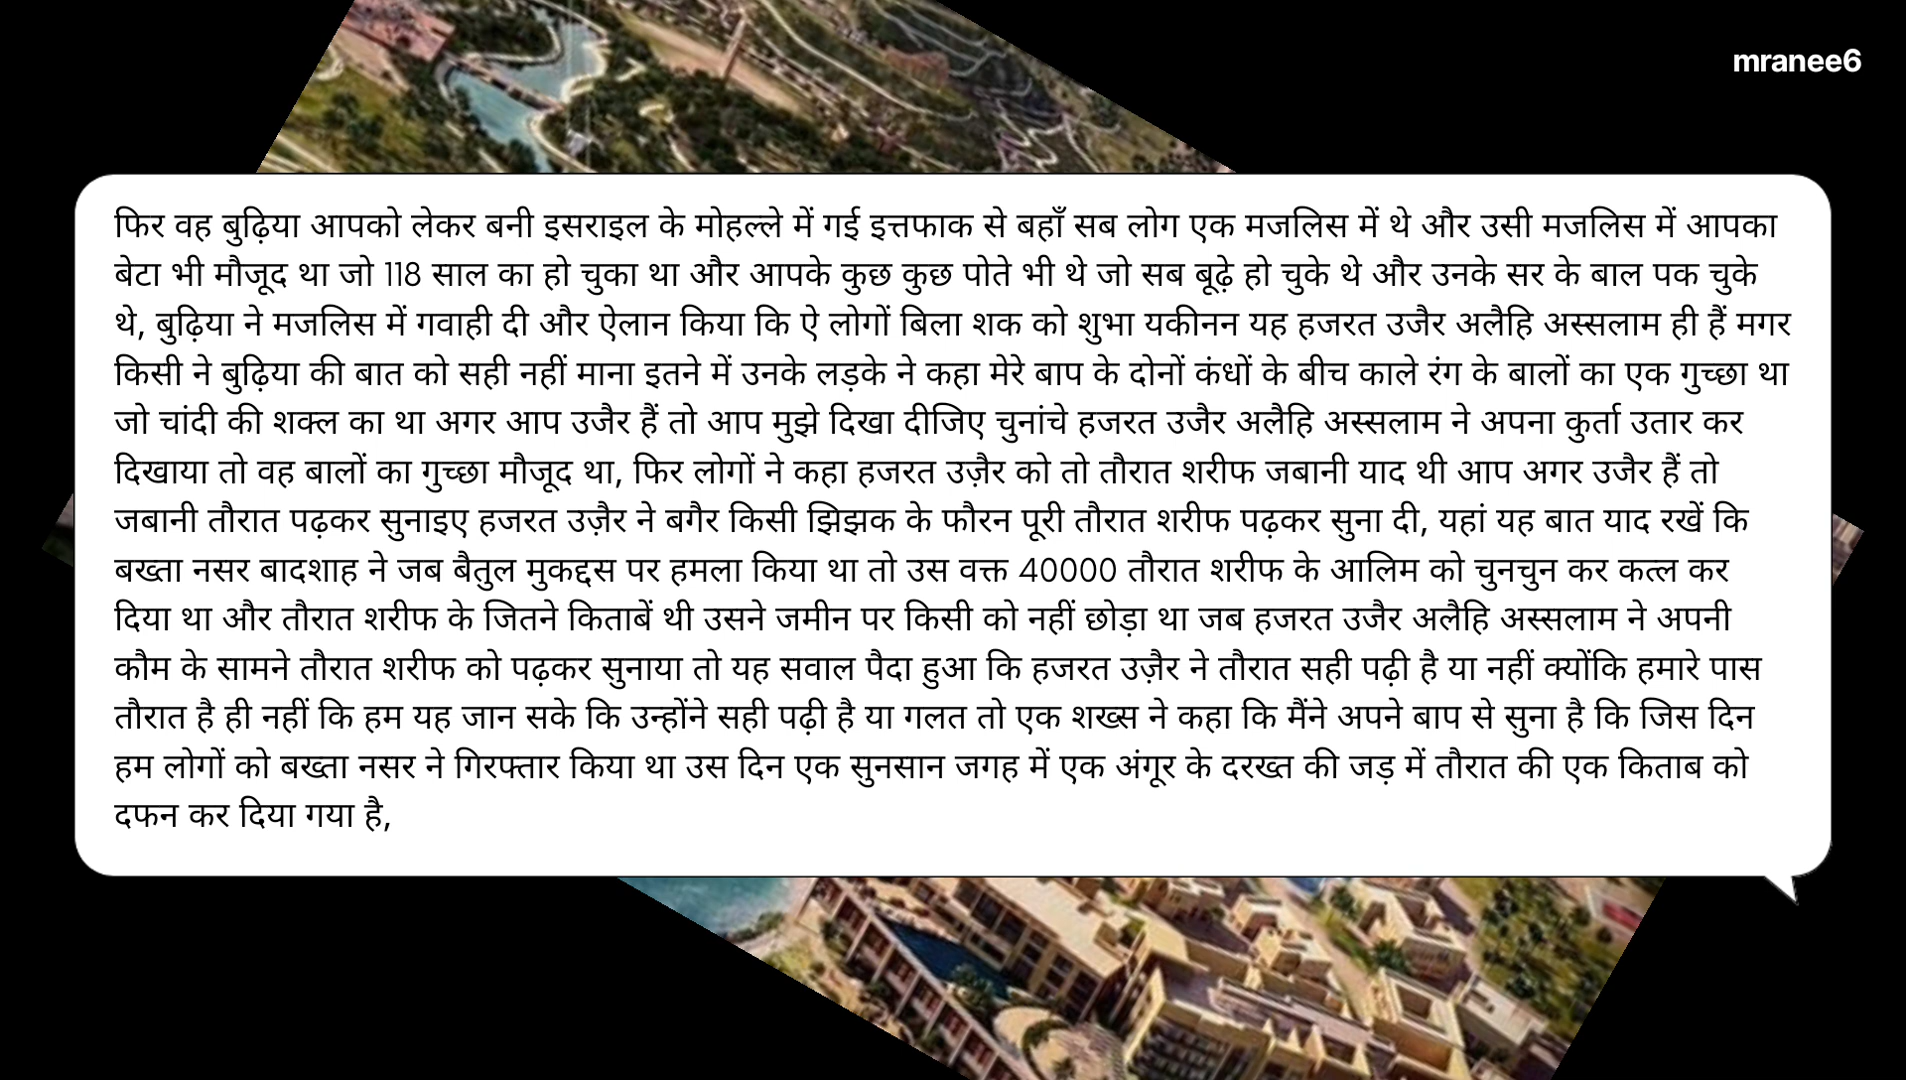 mranee6
फिर वह बुढ़िया आपको लेकर बनी इसराइल के मोहल्ले में गई इत्तफाक से बहाँ सब लोग एक मजलिस में थे और उसी मजलिस में आपका
बेटा भी मौजूद था जो 118 साल का हो चुका था और आपके कुछ कुछ पोते भी थे जो सब बूढ़े हो चुके थे और उनके सर के बाल पक चुके
थे, बुढ़िया ने मजलिस में गवाही दी और ऐलान किया कि ऐ लोगों बिला शक को शुभा यकीनन यह हजरत उजैर अलैहि अस्सलाम ही हैं मगर
किसी ने बुढ़िया की बात को सही नहीं माना इतने में उनके लड़के ने कहा मेरे बाप के दोनों कंधों के बीच काले रंग के बालों का एक गुच्छा था
जो चांदी की शक्ल का था अगर आप उजैर हैं तो आप मुझे दिखा दीजिए चुनांचे हजरत उजैर अलैहि अस्सलाम ने अपना कुर्ता उतार कर
दिखाया तो वह बालों का गुच्छा मौजूद था, फिर लोगों ने कहा हजरत उज़ैर को तो तौरात शरीफ जबानी याद थी आप अगर उजैर हैं तो
जबानी तौरात पढ़कर सुनाइए हजरत उज़ैर ने बगैर किसी झिझक के फौरन पूरी तौरात शरीफ पढ़कर सुना दी, यहां यह बात याद रखें कि
बख्ता नसर बादशाह ने जब बैतुल मुकद्दस पर हमला किया था तो उस वक्त 40000 तौरात शरीफ के आलिम को चुनचुन कर कत्ल कर
दिया था और तौरात शरीफ के जितने किताबें थी उसने जमीन पर किसी को नहीं छोड़ा था जब हजरत उजैर अलैहि अस्सलाम ने अपनी
कौम के सामने तौरात शरीफ को पढ़कर सुनाया तो यह सवाल पैदा हुआ कि हजरत उज़ैर ने तौरात सही पढ़ी है या नहीं क्योंकि हमारे पास
तौरात है ही नहीं कि हम यह जान सके कि उन्होंने सही पढ़ी है या गलत तो एक शख्स ने कहा कि मैंने अपने बाप से सुना है कि जिस दिन
हम लोगों को बख्ता नसर ने गिरफ्तार किया था उस दिन एक सुनसान जगह में एक अंगूर के दरख्त की जड़ में तौरात की एक किताब को
दफन कर दिया गया है,